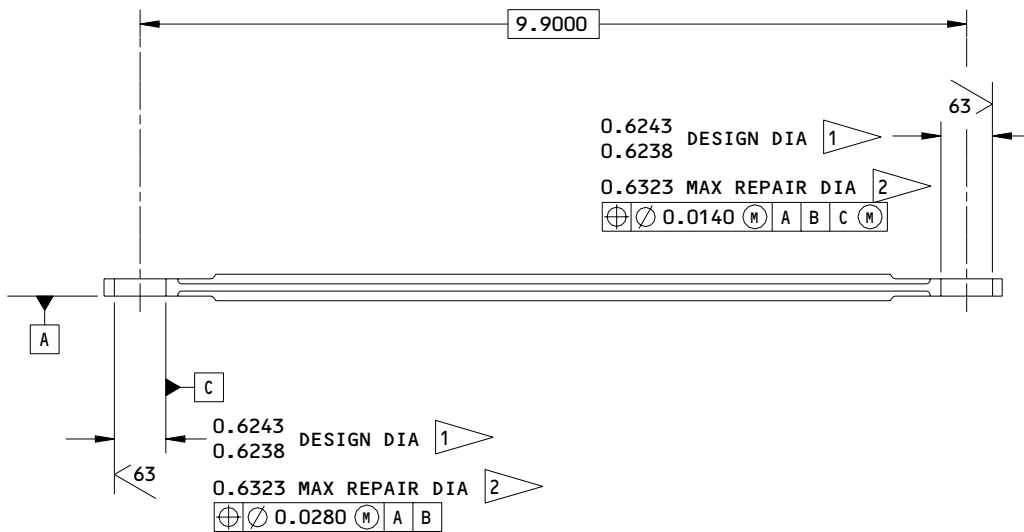 9.9000
63
0.6243
0.6238 DESIGN DIA 1
0.6323 MAX REPAIR DIA 2
⌖ ⌀ 0.0140 Ⓜ A B C Ⓜ
A
C
0.6243
0.6238 DESIGN DIA 1
63
0.6323 MAX REPAIR DIA 2
⌖ ⌀ 0.0280 Ⓜ A B